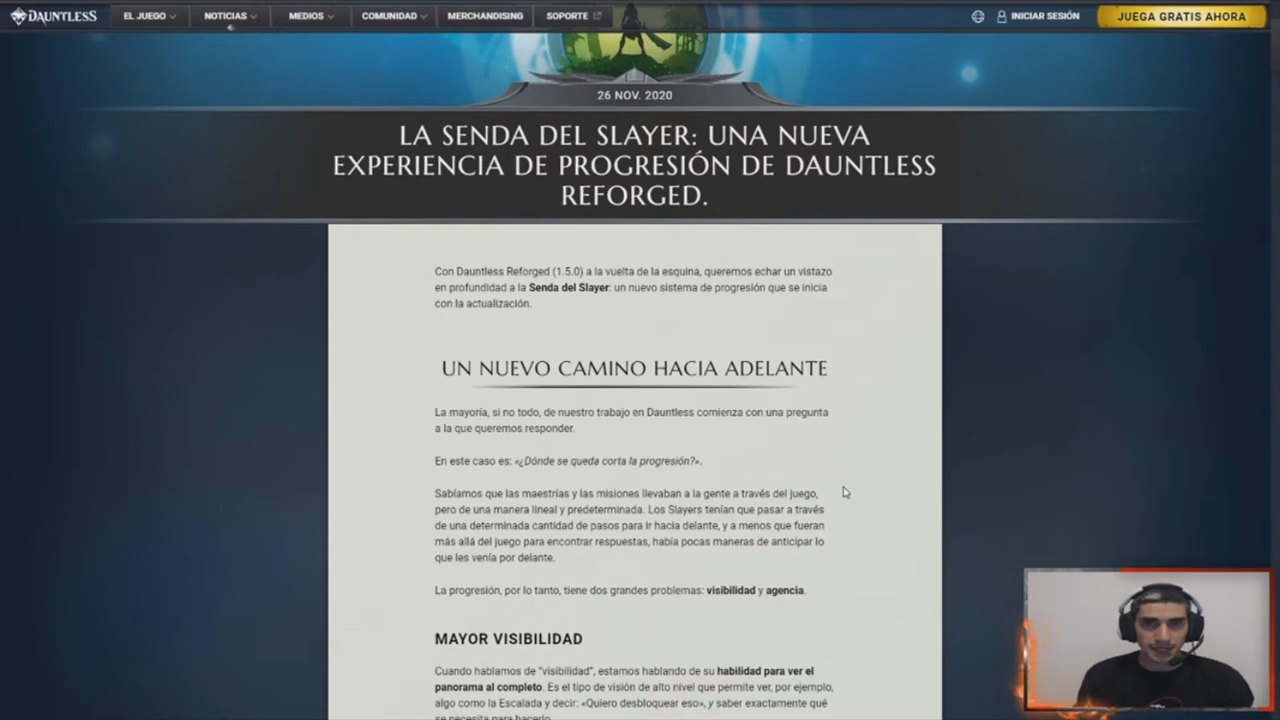 DAUNTLESS EL JUEGO NOTICIAS MEDIOS COMUNIDAD MERCHANDISING SOPORTE INICIAR SESIÓN JUEGA GRATIS AHORA
26 NOV. 2020
LA SENDA DEL SLAYER: UNA NUEVA
EXPERIENCIA DE PROGRESIÓN DE DAUNTLESS
REFORGED.
Con Dauntless Reforged (1.5.0) a la vuelta de la esquina, queremos echar un vistazo
en profundidad a la Senda del Slayer: un nuevo sistema de progresión que se inicia
con la actualización.
UN NUEVO CAMINO HACIA ADELANTE
La mayoría, si no todo, de nuestro trabajo en Dauntless comienza con una pregunta
a la que queremos responder.
En este caso es: «¿Dónde se queda corta la progresión?».
Sabíamos que las maestrías y las misiones llevaban a la gente a través del juego,
pero de una manera lineal y predeterminada. Los Slayers tenían que pasar a través
de una determinada cantidad de pasos para ir hacia delante, y a menos que fueran
más allá del juego para encontrar respuestas, había pocas maneras de anticipar lo
que les venía por delante.
La progresión, por lo tanto, tiene dos grandes problemas: visibilidad y agencia.
MAYOR VISIBILIDAD
Cuando hablamos de "visibilidad", estamos hablando de su habilidad para ver el
panorama al completo. Es el tipo de visión de alto nivel que permite ver, por ejemplo,
algo como la Escalada y decir: «Quiero desbloquear eso», y saber exactamente qué
se necesita para hacerlo.